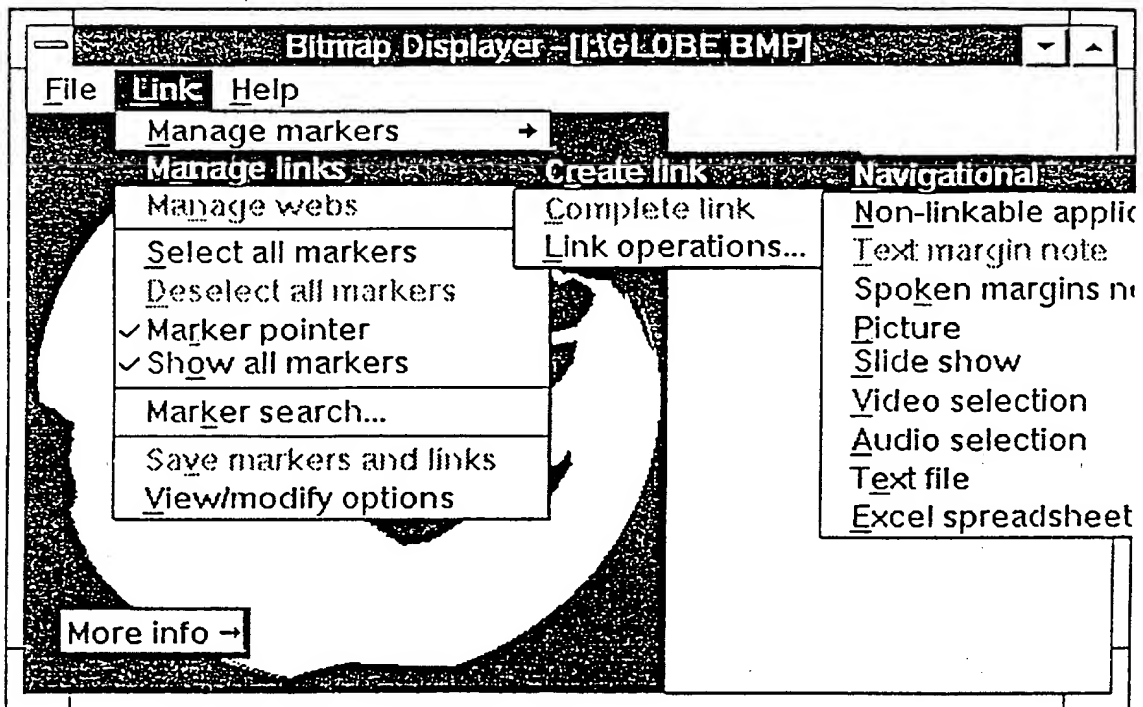 Bitmap Displayer -[I:\GLOBE.BMP]
File Link Help
Manage markers →
Manage links
Manage webs
Select all markers
Deselect all markers
✓ Marker pointer
✓ Show all markers
Marker search...
Save markers and links
View/modify options
Create link
Complete link
Link operations...
Navigational
Non-linkable applic
Text margin note
Spoken margins n
Picture
Slide show
Video selection
Audio selection
Text file
Excel spreadsheet
More info →